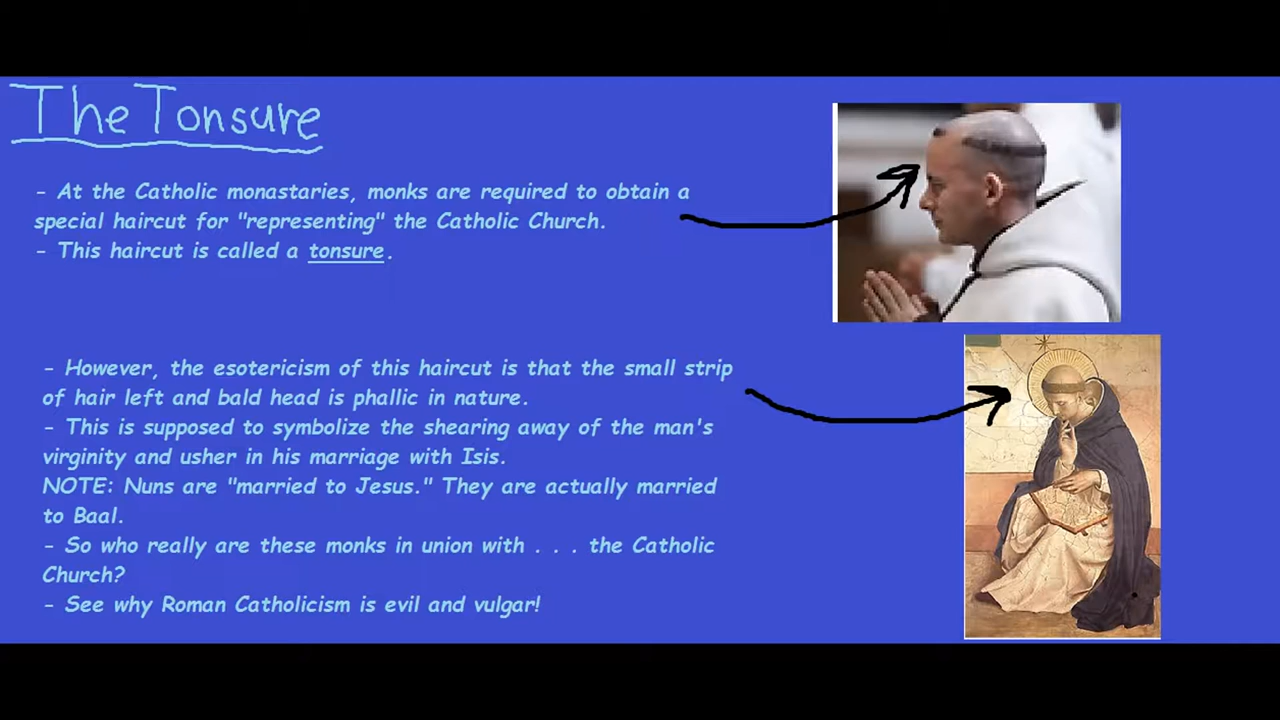 The Tonsure
- At the Catholic monastaries, monks are required to obtain a
special haircut for "representing" the Catholic Church.
- This haircut is called a tonsure.
- However, the esotericism of this haircut is that the small strip
of hair left and bald head is phallic in nature.
- This is supposed to symbolize the shearing away of the man's
virginity and usher in his marriage with Isis.
NOTE: Nuns are "married to Jesus." They are actually married
to Baal.
- So who really are these monks in union with . . . the Catholic
Church?
- See why Roman Catholicism is evil and vulgar!